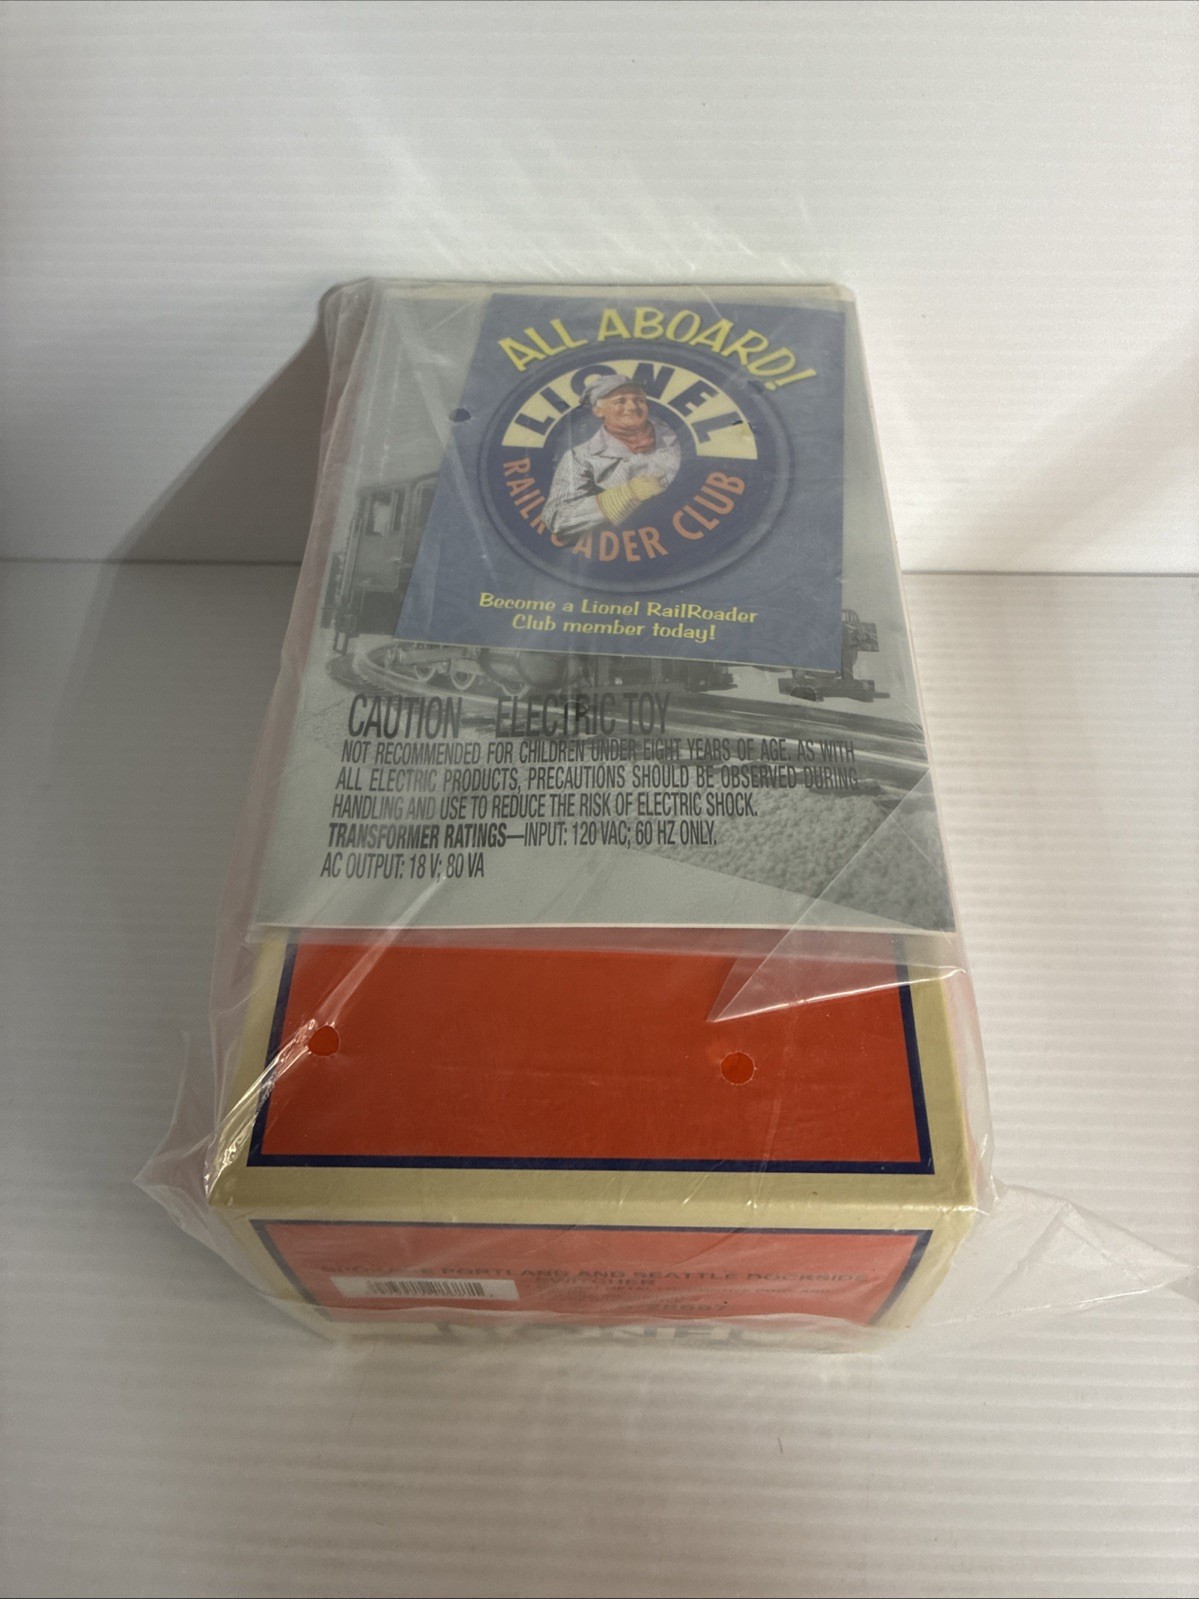 ALL ABOARD!
LIONEL
RAILROADER CLUB
Become a Lionel RailRoader
Club member today!
CAUTION ELECTRIC TOY
NOT RECOMMENDED FOR CHILDREN UNDER EIGHT YEARS OF AGE. AS WITH
ALL ELECTRIC PRODUCTS, PRECAUTIONS SHOULD BE OBSERVED DURING
HANDLING AND USE TO REDUCE THE RISK OF ELECTRIC SHOCK.
TRANSFORMER RATINGS—INPUT: 120 VAC; 60 HZ ONLY.
AC OUTPUT: 18 V; 80 VA
SPOKANE PORTLAND AND SEATTLE DOCKSIDE
SWITCHER
LIONEL